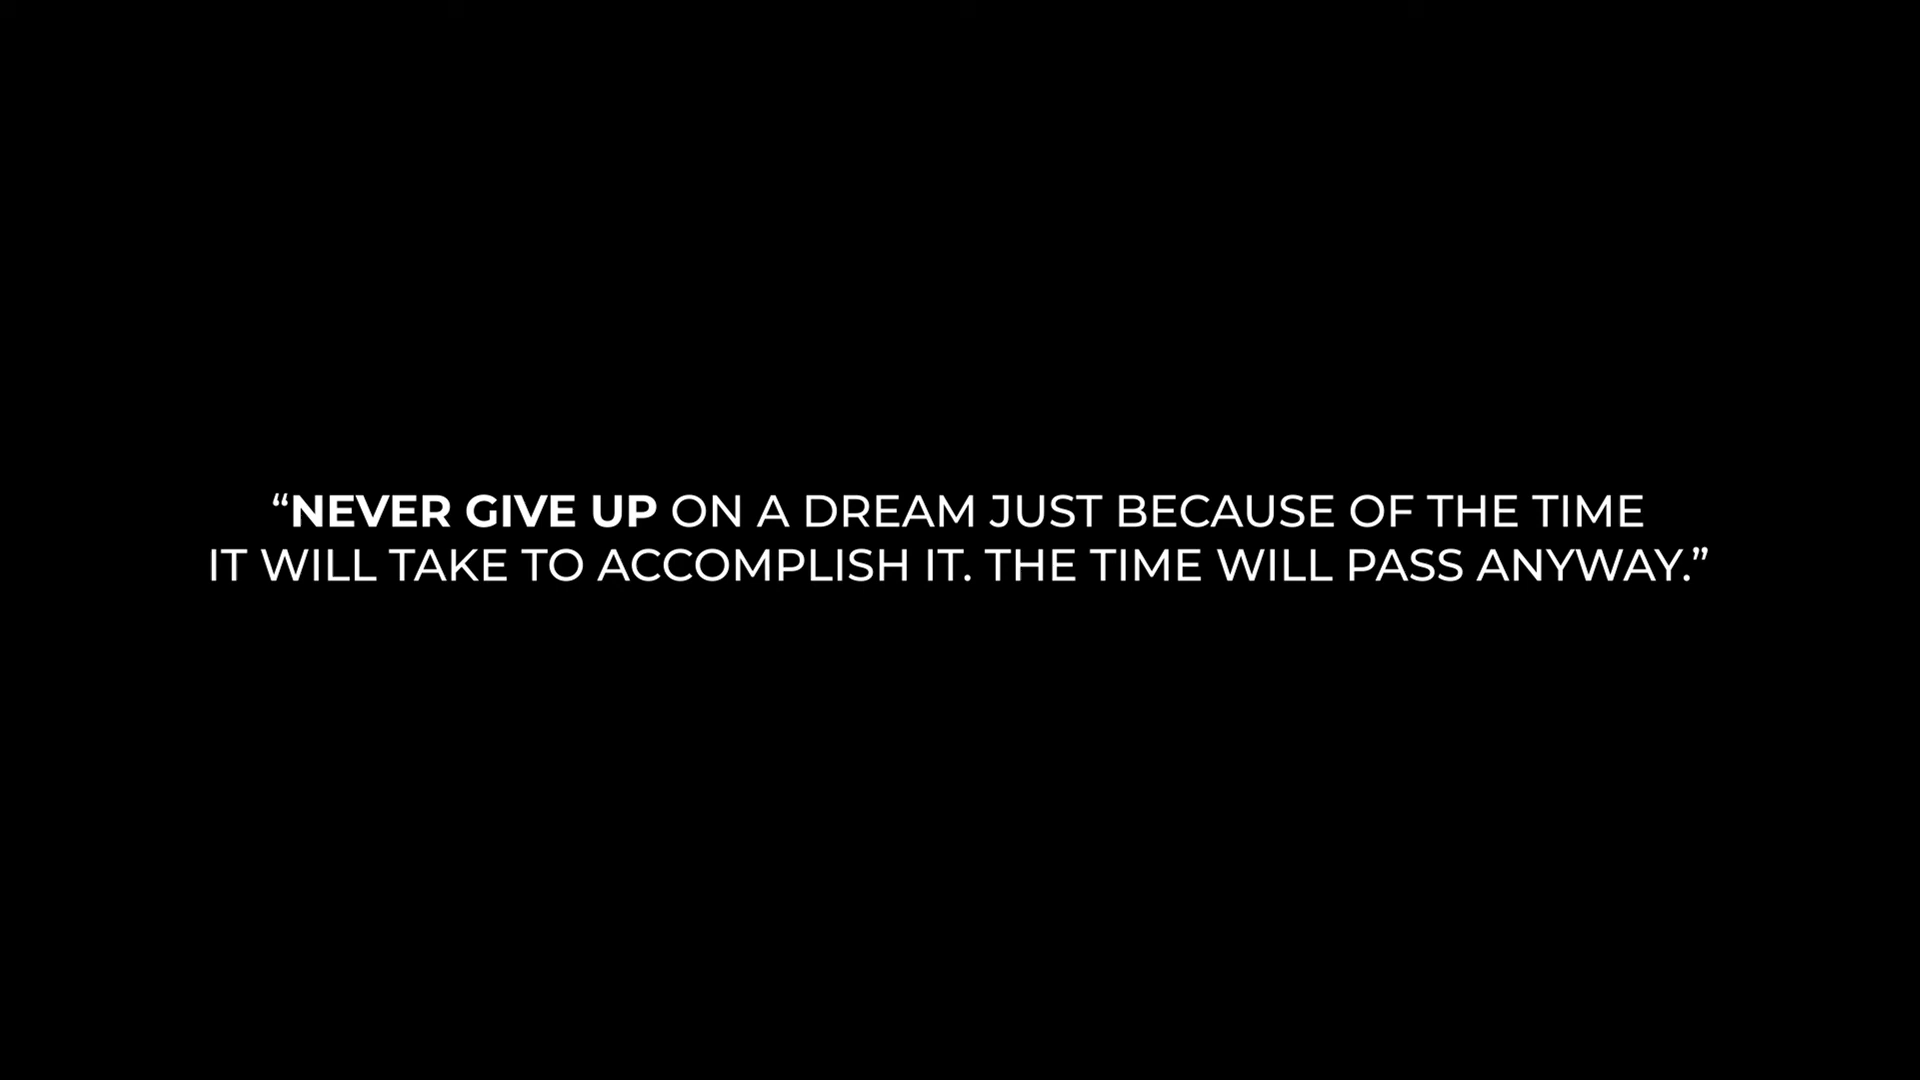 “NEVER GIVE UP ON A DREAM JUST BECAUSE OF THE TIME
IT WILL TAKE TO ACCOMPLISH IT. THE TIME WILL PASS ANYWAY.”